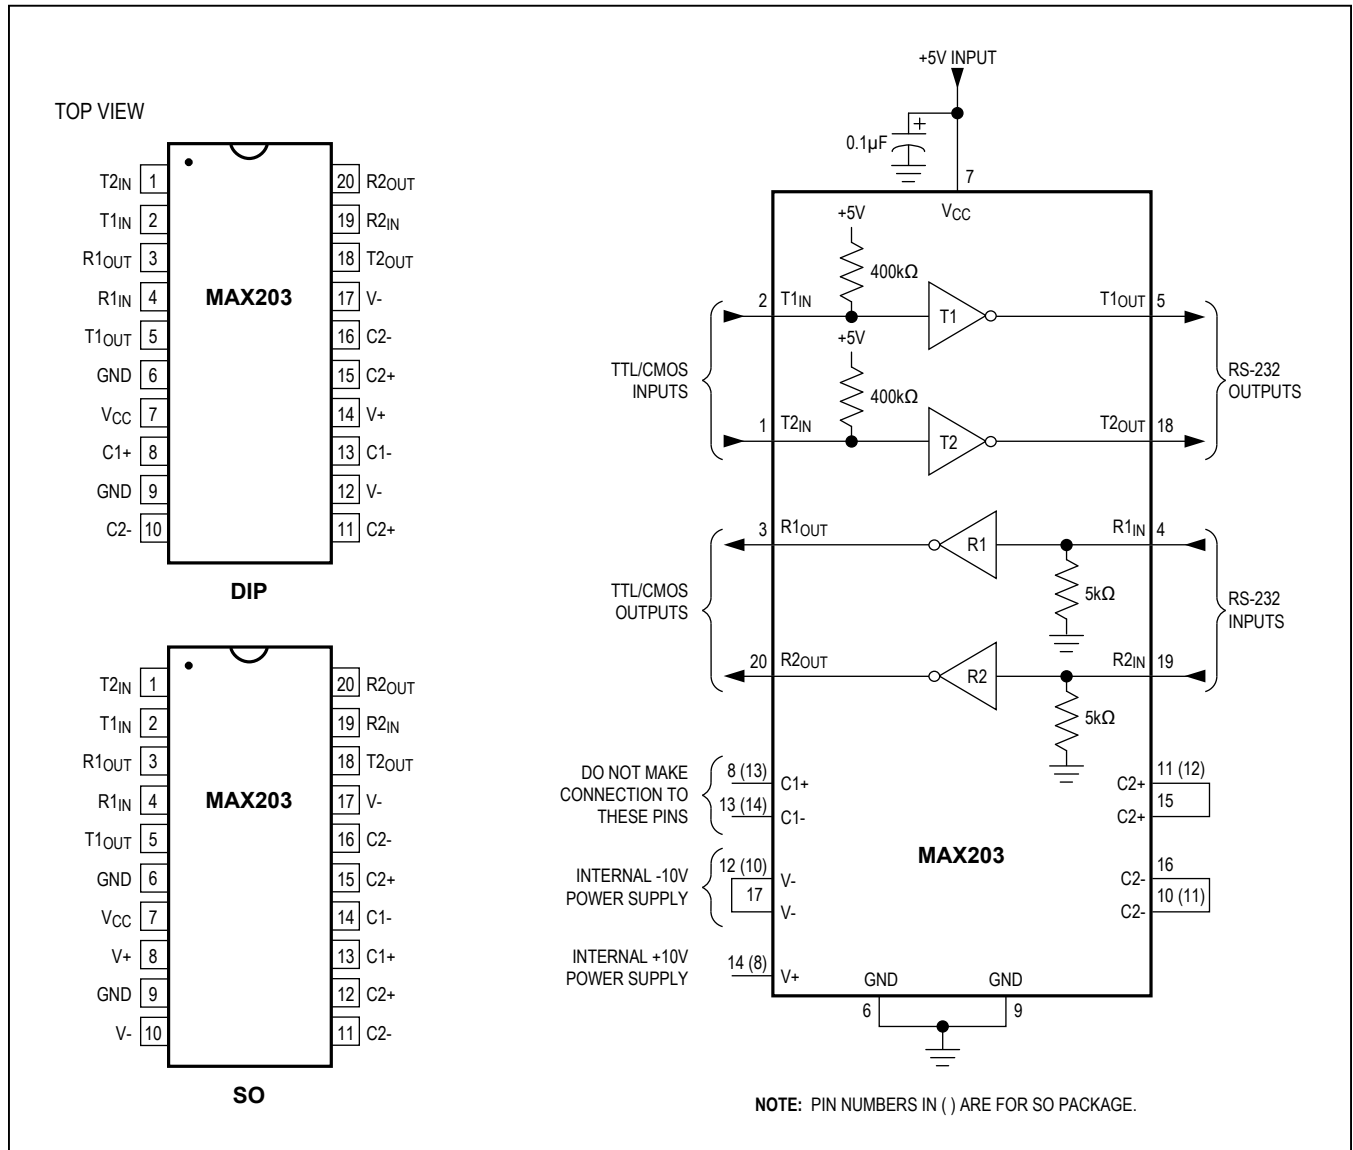 TOP VIEW
T2IN 1
T1IN 2
R1OUT 3
R1IN 4
T1OUT 5
GND 6
VCC 7
C1+ 8
GND 9
C2- 10
MAX203
20 R2OUT
19 R2IN
18 T2OUT
17 V-
16 C2-
15 C2+
14 V+
13 C1-
12 V-
11 C2+
DIP
T2IN 1
T1IN 2
R1OUT 3
R1IN 4
T1OUT 5
GND 6
VCC 7
V+ 8
GND 9
V- 10
MAX203
20 R2OUT
19 R2IN
18 T2OUT
17 V-
16 C2-
15 C2+
14 C1-
13 C1+
12 C2+
11 C2-
SO
+5V INPUT
0.1µF
+
7
VCC
+5V
400kΩ
2 T1IN
T1
T1OUT 5
+5V
400kΩ
TTL/CMOS
INPUTS
RS-232
OUTPUTS
1 T2IN
T2
T2OUT 18
3 R1OUT
R1
R1IN 4
5kΩ
TTL/CMOS
OUTPUTS
RS-232
INPUTS
20 R2OUT
R2
R2IN 19
5kΩ
DO NOT MAKE
CONNECTION TO
THESE PINS
8 (13)
C1+
13 (14)
C1-
11 (12)
C2+
15
C2+
MAX203
INTERNAL -10V
POWER SUPPLY
12 (10)
V-
17
V-
16
C2-
10 (11)
C2-
INTERNAL +10V
POWER SUPPLY
14 (8)
V+
GND
GND
6
9
NOTE: PIN NUMBERS IN ( ) ARE FOR SO PACKAGE.